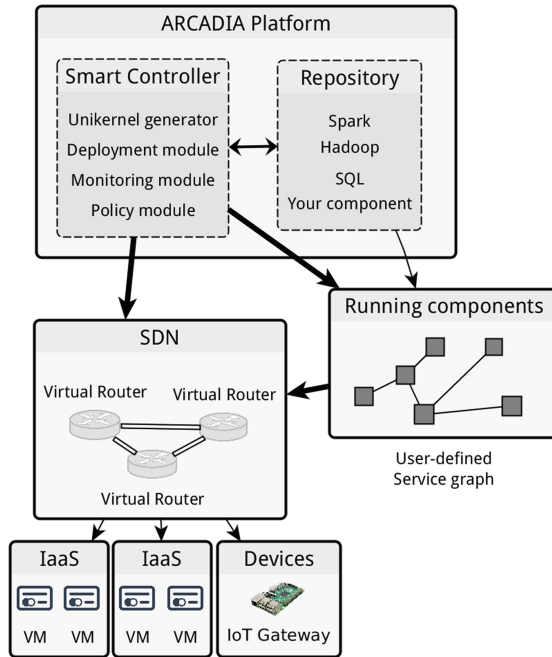 ARCADIA Platform
Smart Controller
Unikernel generator
Deployment module
Monitoring module
Policy module
Repository
Spark
Hadoop
SQL
Your component
Running components
User-defined
Service graph
SDN
Virtual Router
Virtual Router
Virtual Router
IaaS
VM
VM
IaaS
VM
VM
Devices
IoT Gateway